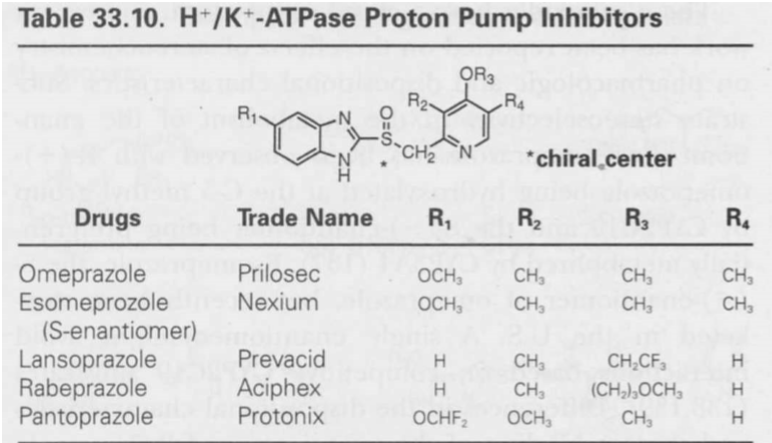 Table 33.10. H⁺/K⁺-ATPase Proton Pump Inhibitors
OR₃
R₂
R₄
R₁
N
O
S
CH₂
N
N
H
chiral center
Drugs Trade Name R₁ R₂ R₃ R₄
Omeprazole Prilosec OCH₃ CH₃ CH₃ CH₃
Esomeprozole Nexium OCH₃ CH₃ CH₃ CH₃
(S-enantiomer)
Lansoprazole Prevacid H CH₃ CH₂CF₃ H
Rabeprazole Aciphex H CH₃ (CH₂)₃OCH₃ H
Pantoprazole Protonix OCHF₂ OCH₃ CH₃ H